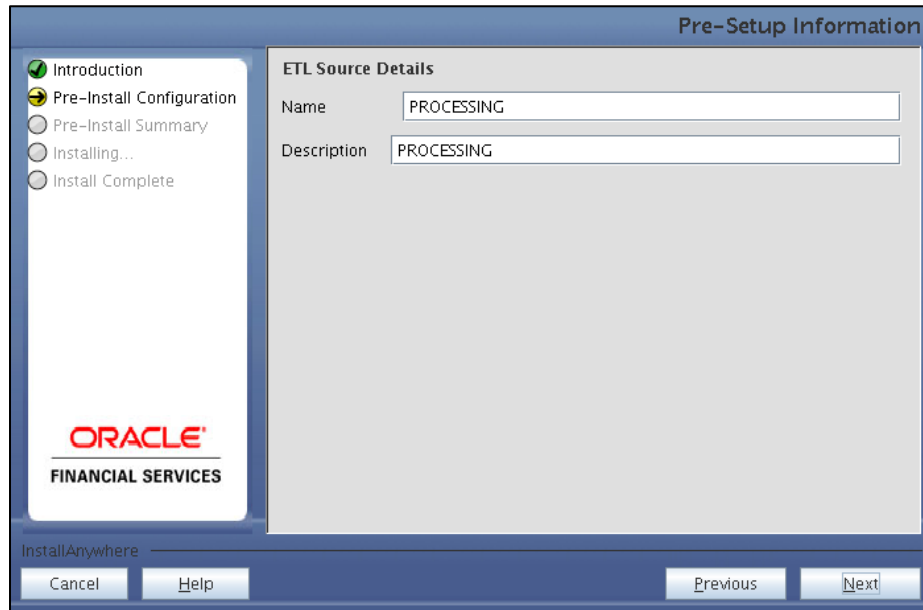 Pre-Setup Information
Introduction
Pre-Install Configuration
Pre-Install Summary
Installing...
Install Complete
ORACLE
FINANCIAL SERVICES
ETL Source Details
Name PROCESSING
Description PROCESSING
InstallAnywhere
Cancel Help Previous Next